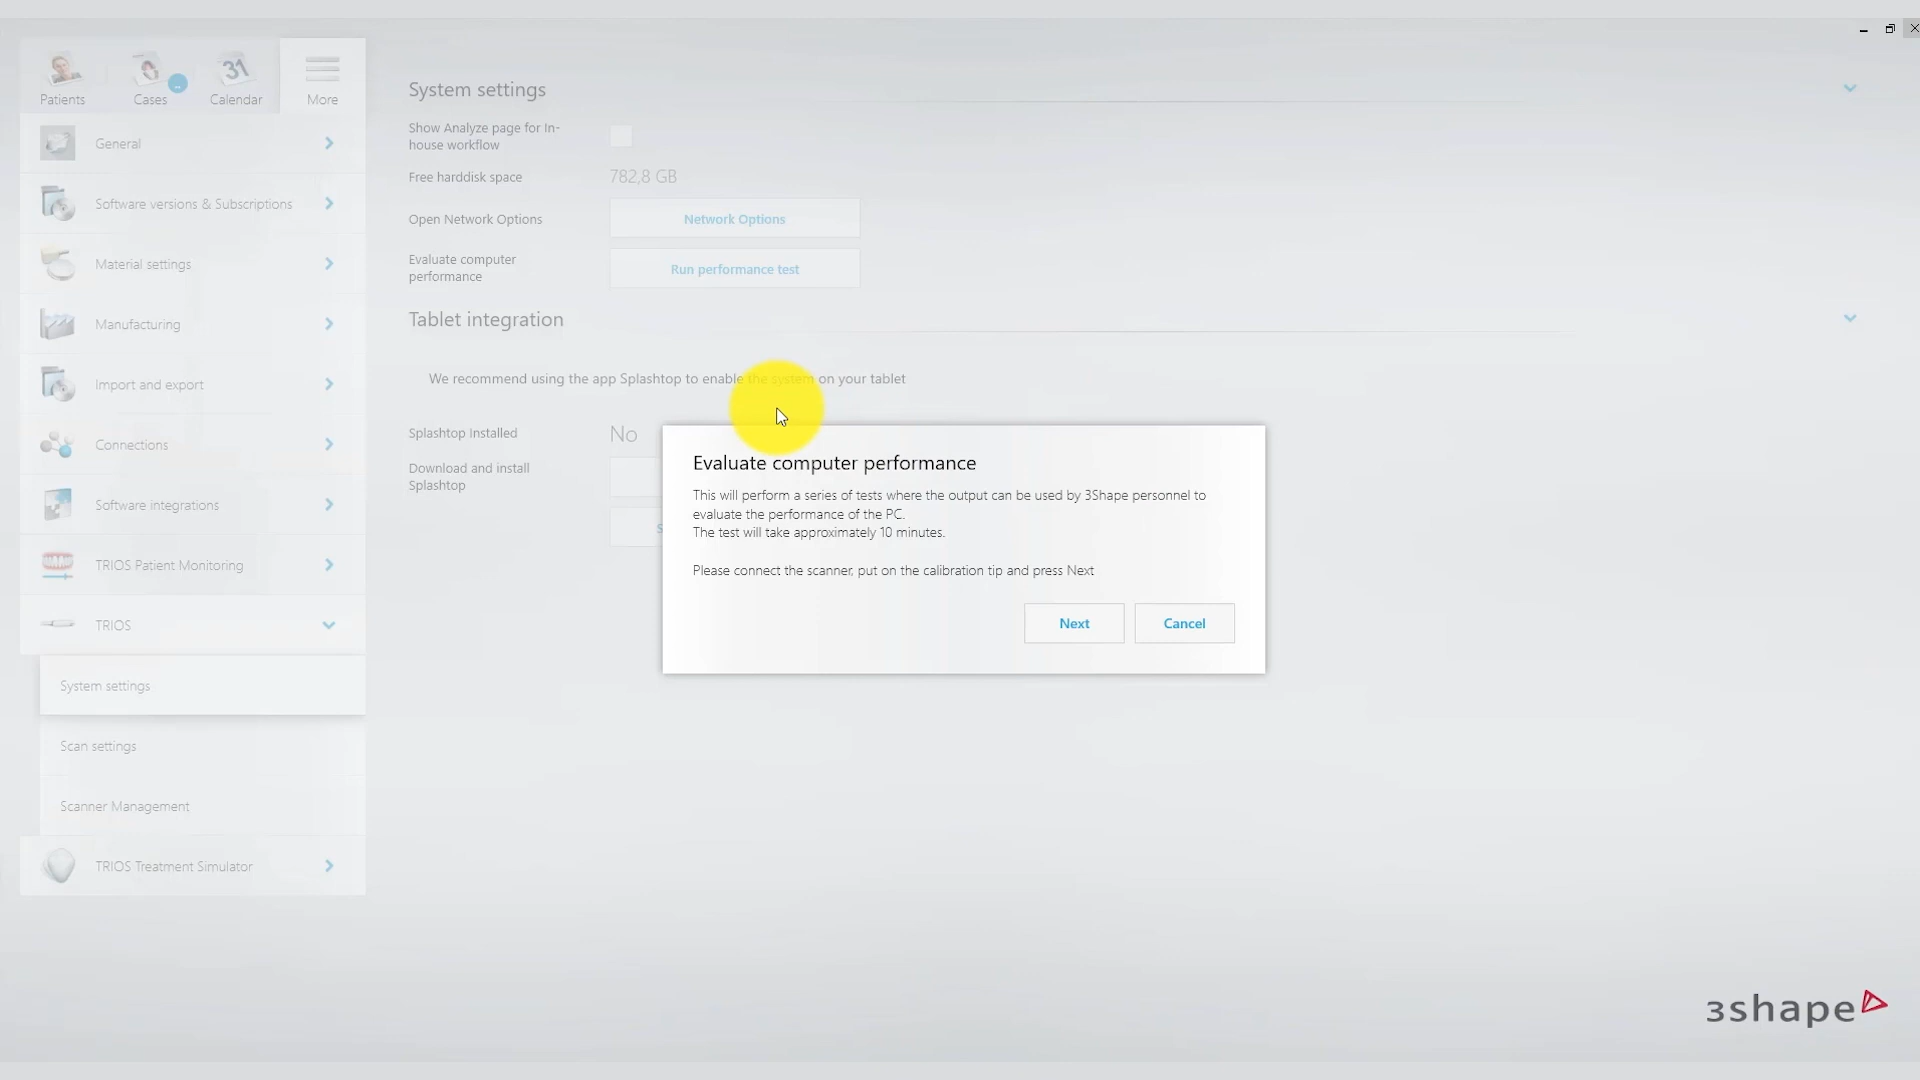 Patients
Cases
31
Calendar
More
General
Software versions & Subscriptions
Material settings
Manufacturing
Import and export
Connections
Software integrations
TRIOS Patient Monitoring
TRIOS
System settings
Scan settings
Scanner Management
TRIOS Treatment Simulator
System settings
Show Analyze page for In-
house workflow
Free harddisk space 782,8 GB
Open Network Options Network Options
Evaluate computer
performance
Run performance test
Tablet integration
We recommend using the app Splashtop to enable the system on your tablet
Splashtop Installed No
Download and install
Splashtop
S
Evaluate computer performance
This will perform a series of tests where the output can be used by 3Shape personnel to
evaluate the performance of the PC.
The test will take approximately 10 minutes.
Please connect the scanner, put on the calibration tip and press Next
Next Cancel
3shape